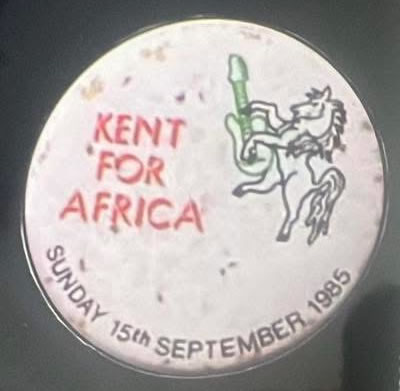 KENT
FOR
AFRICA
SUNDAY 15th SEPTEMBER 1985